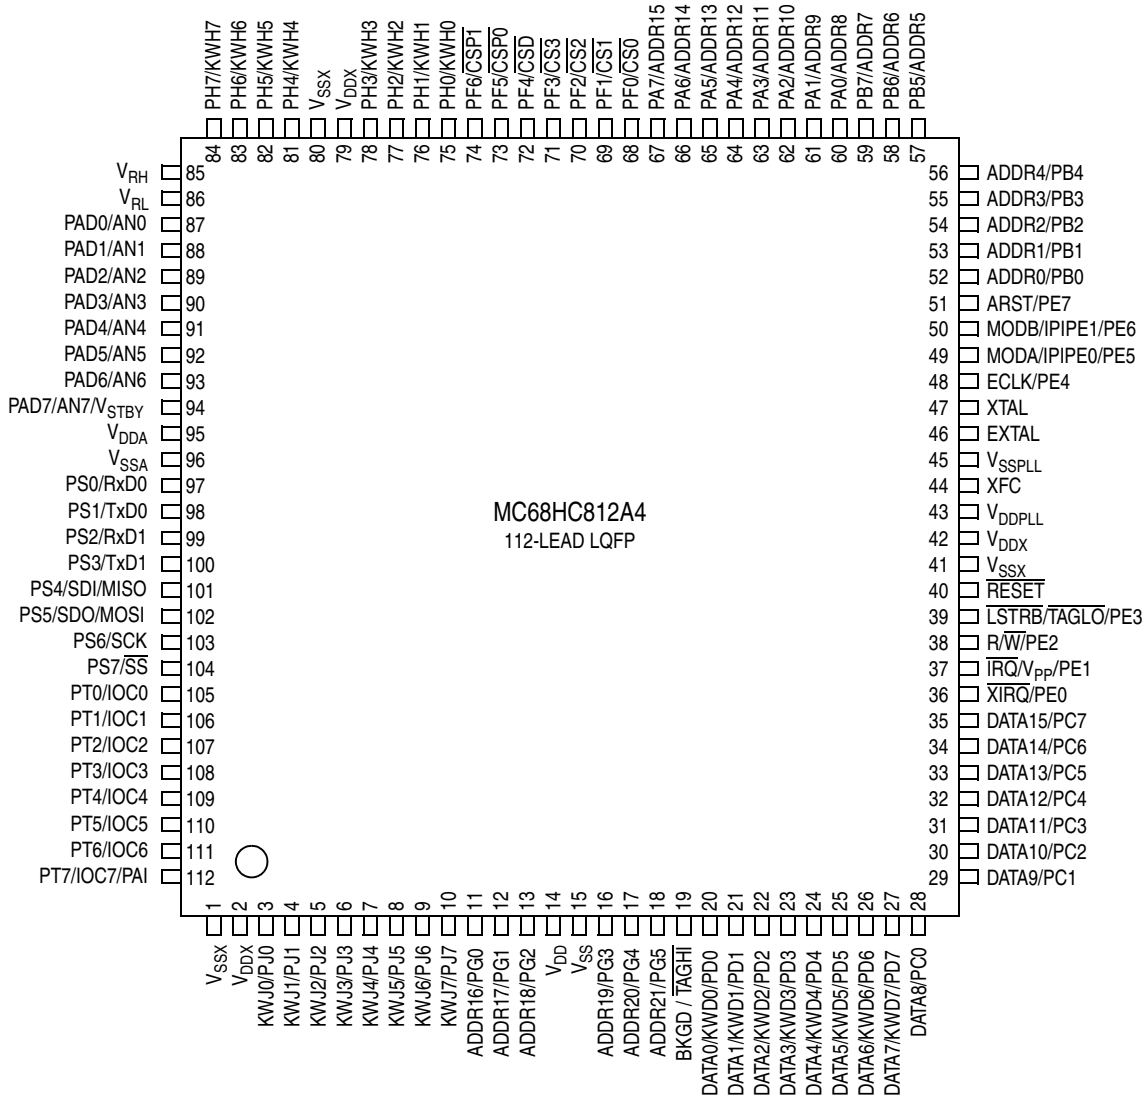 PH7/KWH7
PH6/KWH6
PH5/KWH5
PH4/KWH4
VSSX
VDDX
PH3/KWH3
PH2/KWH2
PH1/KWH1
PH0/KWH0
PF6/CSP1
PF5/CSP0
PF4/CSD
PF3/CS3
PF2/CS2
PF1/CS1
PF0/CS0
PA7/ADDR15
PA6/ADDR14
PA5/ADDR13
PA4/ADDR12
PA3/ADDR11
PA2/ADDR10
PA1/ADDR9
PA0/ADDR8
PB7/ADDR7
PB6/ADDR6
PB5/ADDR5
84
83
82
81
80
79
78
77
76
75
74
73
72
71
70
69
68
67
66
65
64
63
62
61
60
59
58
57
VRH 85
VRL 86
PAD0/AN0 87
PAD1/AN1 88
PAD2/AN2 89
PAD3/AN3 90
PAD4/AN4 91
PAD5/AN5 92
PAD6/AN6 93
PAD7/AN7/VSTBY 94
VDDA 95
VSSA 96
PS0/RxD0 97
PS1/TxD0 98
PS2/RxD1 99
PS3/TxD1 100
PS4/SDI/MISO 101
PS5/SDO/MOSI 102
PS6/SCK 103
PS7/SS 104
PT0/IOC0 105
PT1/IOC1 106
PT2/IOC2 107
PT3/IOC3 108
PT4/IOC4 109
PT5/IOC5 110
PT6/IOC6 111
PT7/IOC7/PAI 112
MC68HC812A4
112-LEAD LQFP
56 ADDR4/PB4
55 ADDR3/PB3
54 ADDR2/PB2
53 ADDR1/PB1
52 ADDR0/PB0
51 ARST/PE7
50 MODB/IPIPE1/PE6
49 MODA/IPIPE0/PE5
48 ECLK/PE4
47 XTAL
46 EXTAL
45 VSSPLL
44 XFC
43 VDDPLL
42 VDDX
41 VSSX
40 RESET
39 LSTRB/TAGLO/PE3
38 R/W/PE2
37 IRQ/VPP/PE1
36 XIRQ/PE0
35 DATA15/PC7
34 DATA14/PC6
33 DATA13/PC5
32 DATA12/PC4
31 DATA11/PC3
30 DATA10/PC2
29 DATA9/PC1
1
2
3
4
5
6
7
8
9
10
11
12
13
14
15
16
17
18
19
20
21
22
23
24
25
26
27
28
VSSX
VDDX
KWJ0/PJ0
KWJ1/PJ1
KWJ2/PJ2
KWJ3/PJ3
KWJ4/PJ4
KWJ5/PJ5
KWJ6/PJ6
KWJ7/PJ7
ADDR16/PG0
ADDR17/PG1
ADDR18/PG2
VDD
VSS
ADDR19/PG3
ADDR20/PG4
ADDR21/PG5
BKGD / TAGHI
DATA0/KWD0/PD0
DATA1/KWD1/PD1
DATA2/KWD2/PD2
DATA3/KWD3/PD3
DATA4/KWD4/PD4
DATA5/KWD5/PD5
DATA6/KWD6/PD6
DATA7/KWD7/PD7
DATA8/PC0